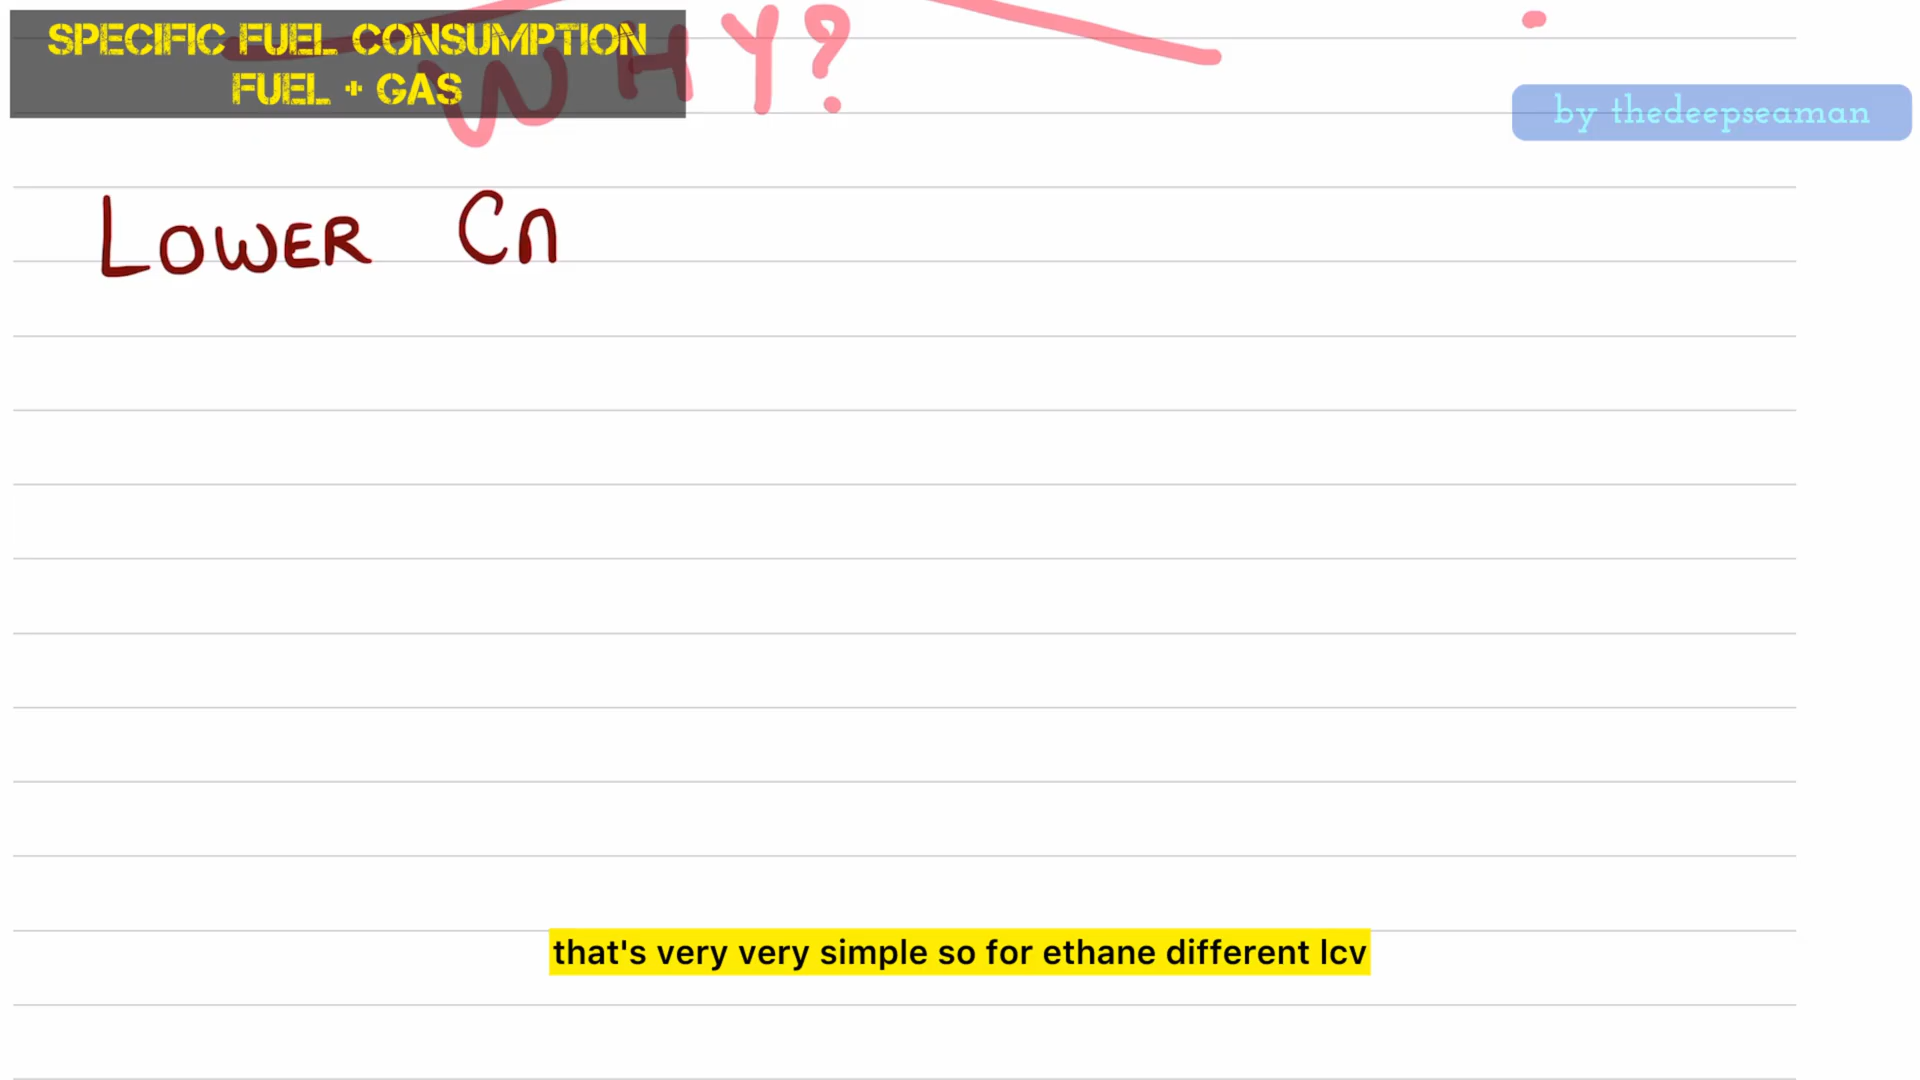 SPECIFIC FUEL CONSUMPTION
FUEL + GAS
WHY?
by thedeepseaman
LOWER Cn
that's very very simple so for ethane different lcv